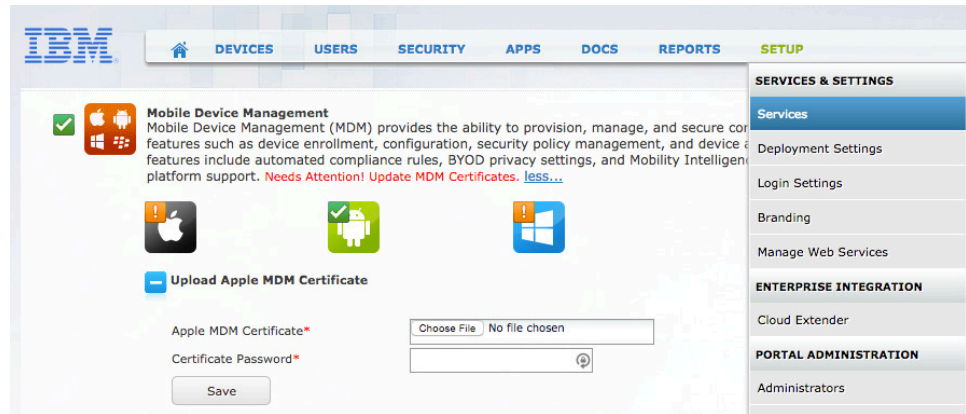 IBM
DEVICES USERS SECURITY APPS DOCS REPORTS SETUP
Mobile Device Management
Mobile Device Management (MDM) provides the ability to provision, manage, and secure cor
features such as device enrollment, configuration, security policy management, and device
features include automated compliance rules, BYOD privacy settings, and Mobility Intelligen
platform support. Needs Attention! Update MDM Certificates. less...
Upload Apple MDM Certificate
Apple MDM Certificate*
Choose File No file chosen
Certificate Password*
Save
SERVICES & SETTINGS
Services
Deployment Settings
Login Settings
Branding
Manage Web Services
ENTERPRISE INTEGRATION
Cloud Extender
PORTAL ADMINISTRATION
Administrators